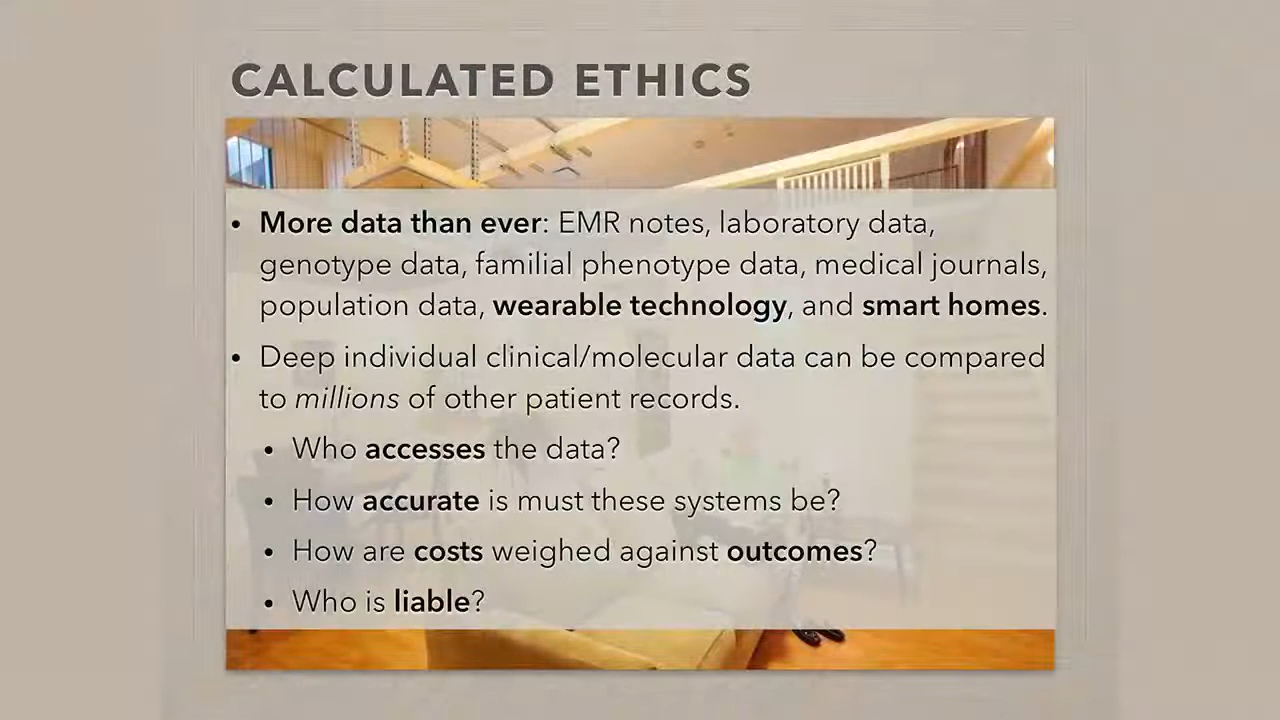 CALCULATED ETHICS
• More data than ever: EMR notes, laboratory data,
genotype data, familial phenotype data, medical journals,
population data, wearable technology, and smart homes.
• Deep individual clinical/molecular data can be compared
to millions of other patient records.
• Who accesses the data?
• How accurate is must these systems be?
• How are costs weighed against outcomes?
• Who is liable?